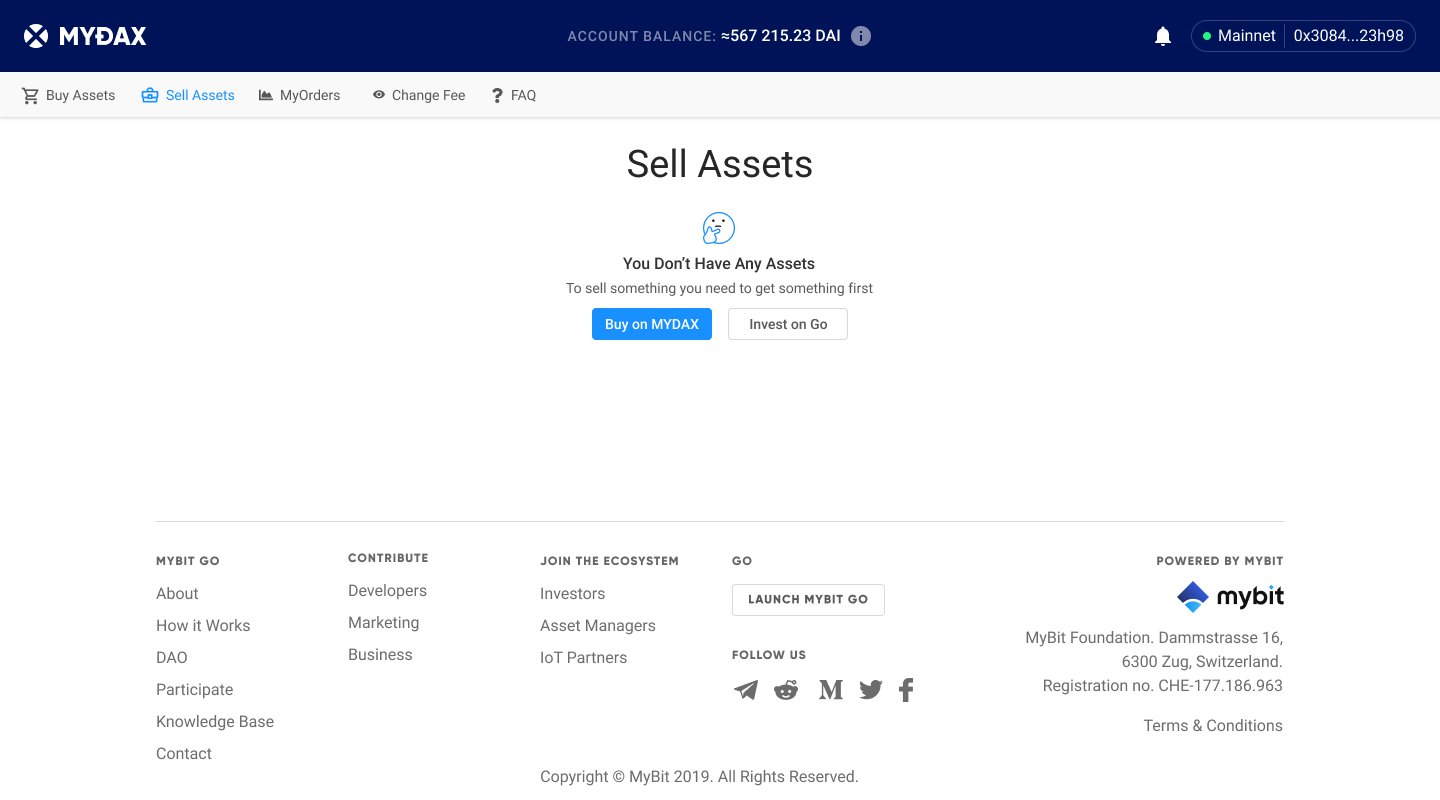 MYĐAX
ACCOUNT BALANCE: ≈567 215.23 DAI
Mainnet
0x3084...23h98
Buy Assets
Sell Assets
MyOrders
Change Fee
FAQ
Sell Assets
You Don’t Have Any Assets
To sell something you need to get something first
Buy on MYDAX
Invest on Go
MYBIT GO
About
How it Works
DAO
Participate
Knowledge Base
Contact
CONTRIBUTE
Developers
Marketing
Business
JOIN THE ECOSYSTEM
Investors
Asset Managers
IoT Partners
GO
LAUNCH MYBIT GO
FOLLOW US
POWERED BY MYBIT
mybit
MyBit Foundation. Dammstrasse 16,
6300 Zug, Switzerland.
Registration no. CHE-177.186.963
Terms & Conditions
Copyright © MyBit 2019. All Rights Reserved.